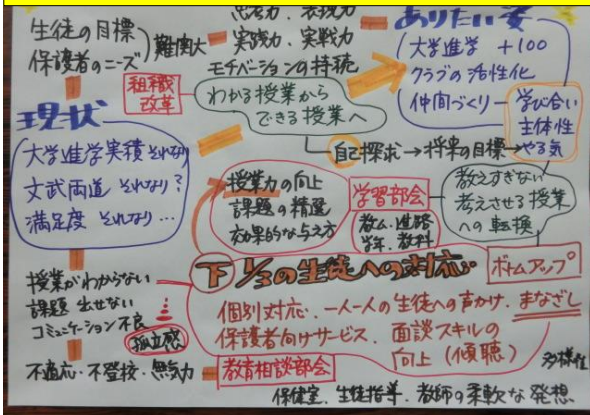 生徒の目標
保護者のニーズ
難関大
思考力・表現力
実践力・実戦力
モチベーションの持続
ありたい姿
大学進学 +100
クラブの活性化
仲間づくり
学び合い
主体性
やる気
組織
改革
わかる授業から
できる授業へ
自己探求→将来の目標→
現状
大学進学実積 それなり
文武両道 それなり?
満足度 それなり…
授業力の向上
課題の精選
効果的な与え方
学習部会
教ム・進路
学年・教科
教えすぎない
考えさせる授業
への転換
下1/3の生徒への対応
ボトムアップ
個別対応・一人一人の生徒への声かけ・まなざし
保護者向けサービス・面談スキルの
向上(傾聴)
授業がわからない
課題 出せない
コミュニケーション不良
孤立感
不適応・不登校・無気力
教育相談部会
多様性
保健室・生徒指導・教師の柔軟な発想